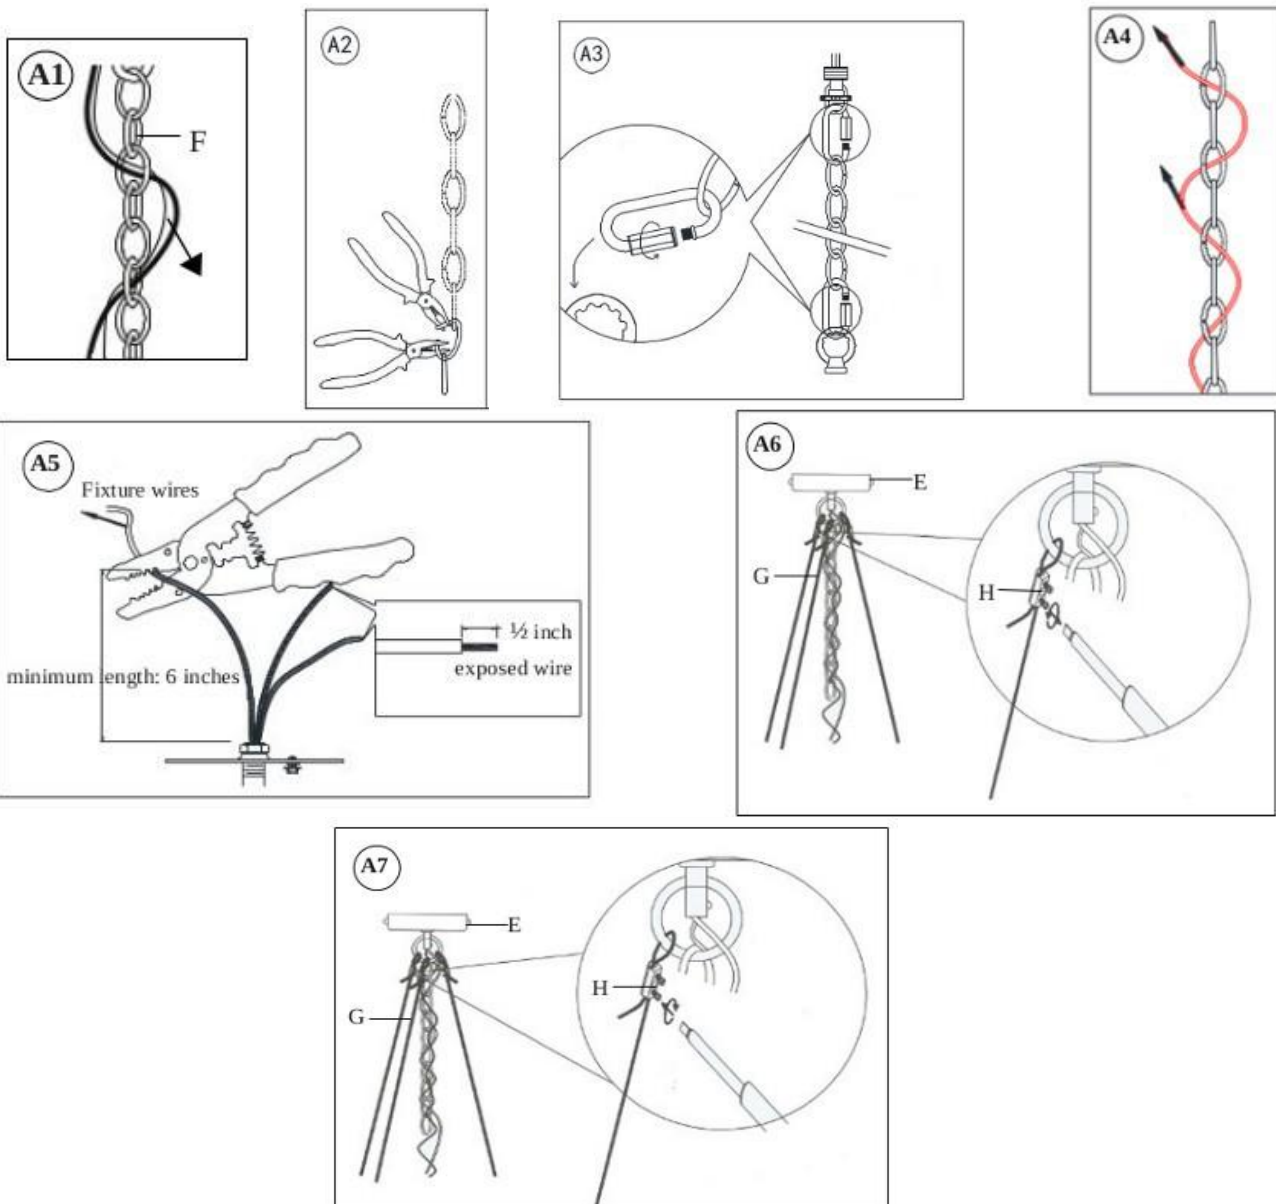 A1
F
A2
A3
A4
A5
Fixture wires
minimum length: 6 inches
½ inch
exposed wire
A6
E
G
H
A7
E
G
H